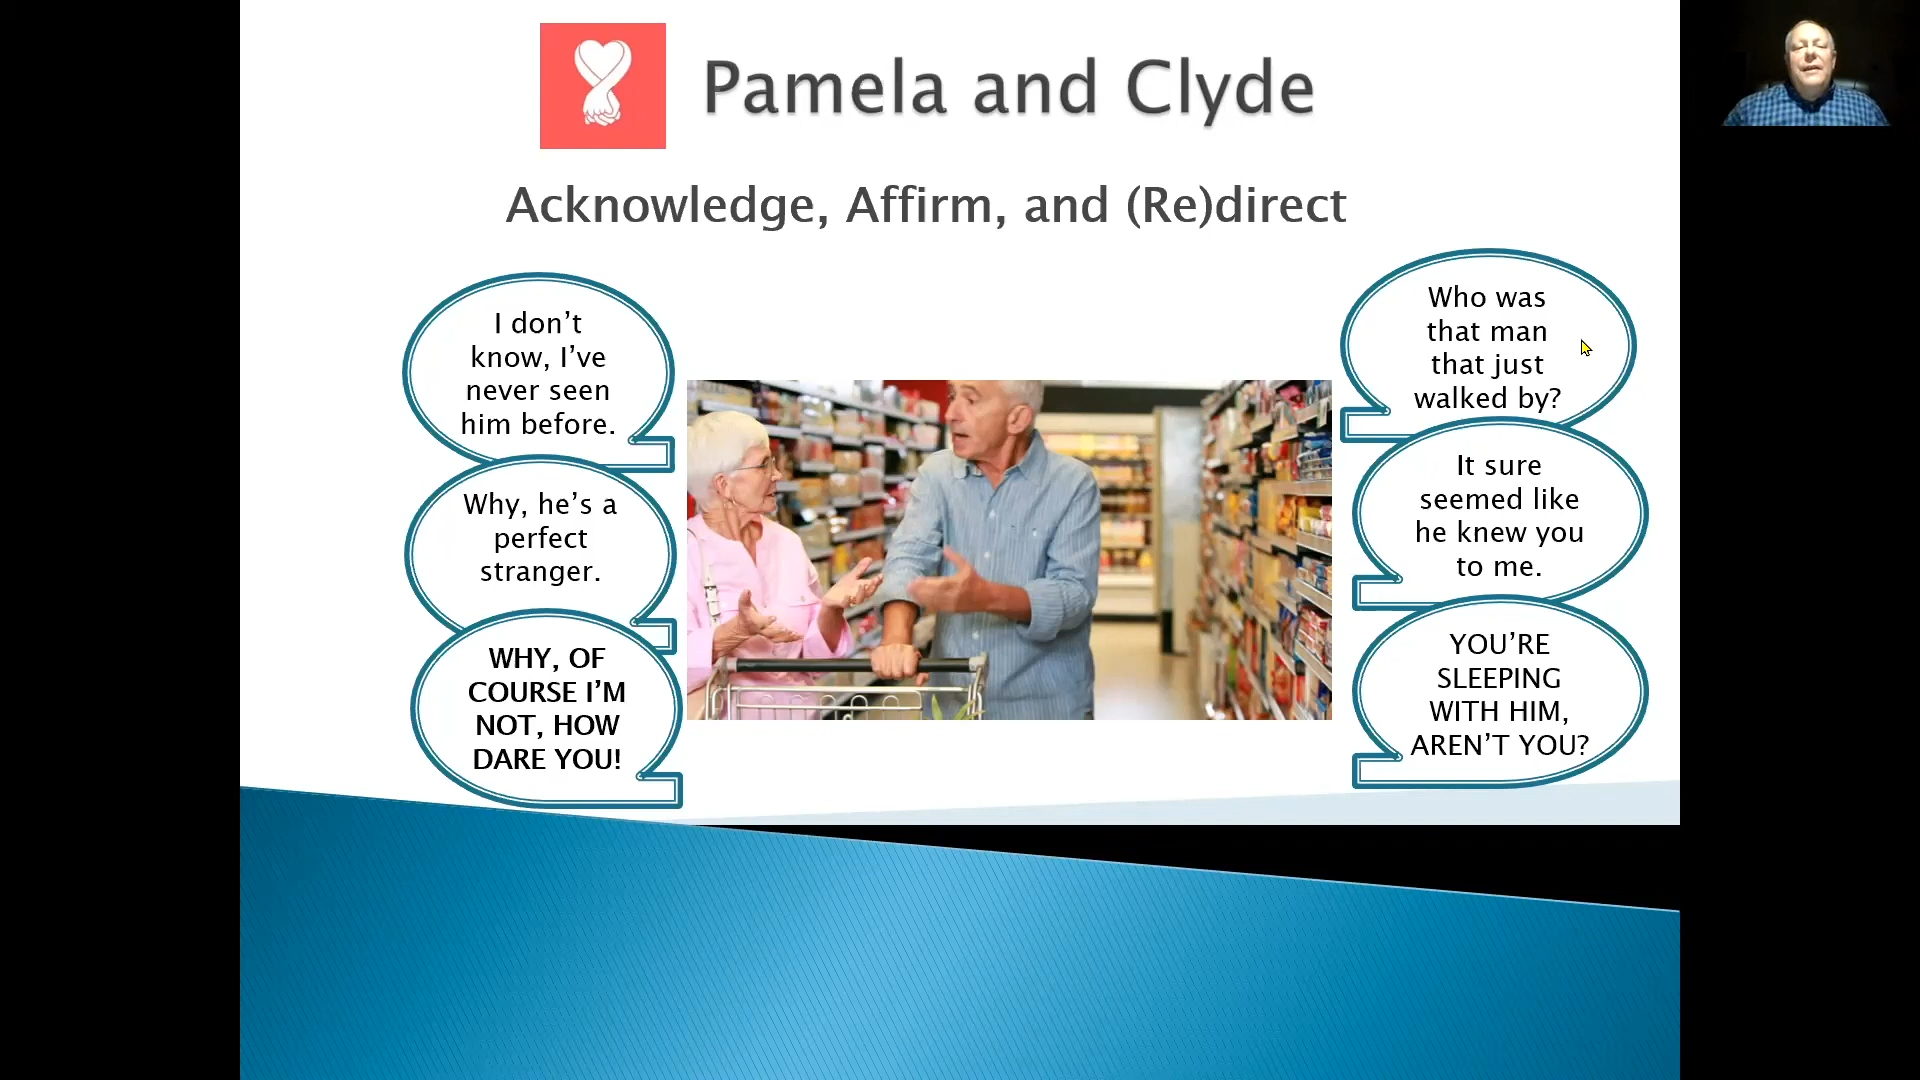 Pamela and Clyde
Acknowledge, Affirm, and (Re)direct
I don’t
know, I’ve
never seen
him before.
Why, he’s a
perfect
stranger.
WHY, OF
COURSE I’M
NOT, HOW
DARE YOU!
Who was
that man
that just
walked by?
It sure
seemed like
he knew you
to me.
YOU’RE
SLEEPING
WITH HIM,
AREN’T YOU?